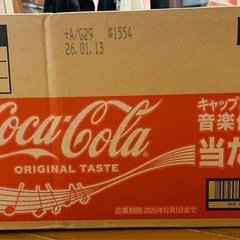 +A/G29 #1554
26.01.13
Coca-Cola
ORIGINAL TASTE
キャップ
音楽
当た
応募期間:2025年12月1日まで